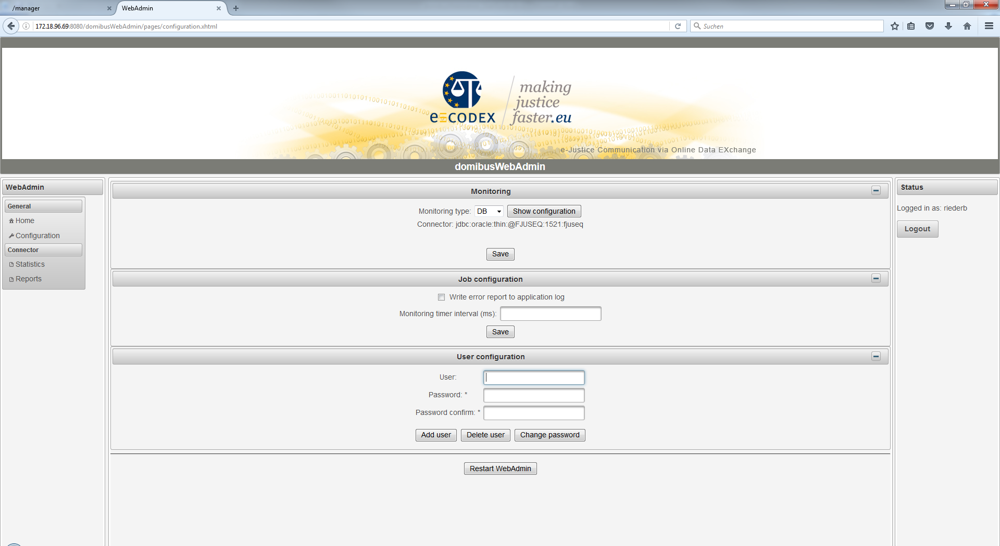 /manager
WebAdmin
172.18.96.69:8080/domibusWebAdmin/pages/configuration.xhtml
Suchen
e-CODEX
making
justice
faster.eu
e-Justice Communication via Online Data EXchange
domibusWebAdmin
WebAdmin
General
Home
Configuration
Connector
Statistics
Reports
Monitoring
Monitoring type: DB Show configuration
Connector: jdbc:oracle:thin:@FJUSEQ:1521:fjuseq
Save
Job configuration
Write error report to application log
Monitoring timer interval (ms):
Save
User configuration
User:
Password: *
Password confirm: *
Add user Delete user Change password
Restart WebAdmin
Status
Logged in as: riederb
Logout